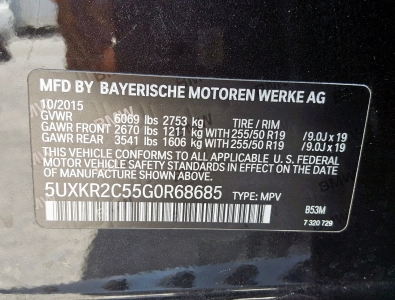 MFD BY BAYERISCHE MOTOREN WERKE AG
10/2015
GVWR 6069 lbs 2753 kg TIRE / RIM
GAWR FRONT 2670 lbs 1211 kg WITH 255/50 R19 /9.0J x 19
GAWR REAR 3541 lbs 1606 kg WITH 255/50 R19 /9.0J x 19
THIS VEHICLE CONFORMS TO ALL APPLICABLE U.S. FEDERAL
MOTOR VEHICLE SAFETY STANDARDS IN EFFECT ON THE
DATE OF MANUFACTURE SHOWN ABOVE.
5UXKR2C55G0R68685 TYPE: MPV
B53M
7 320 729